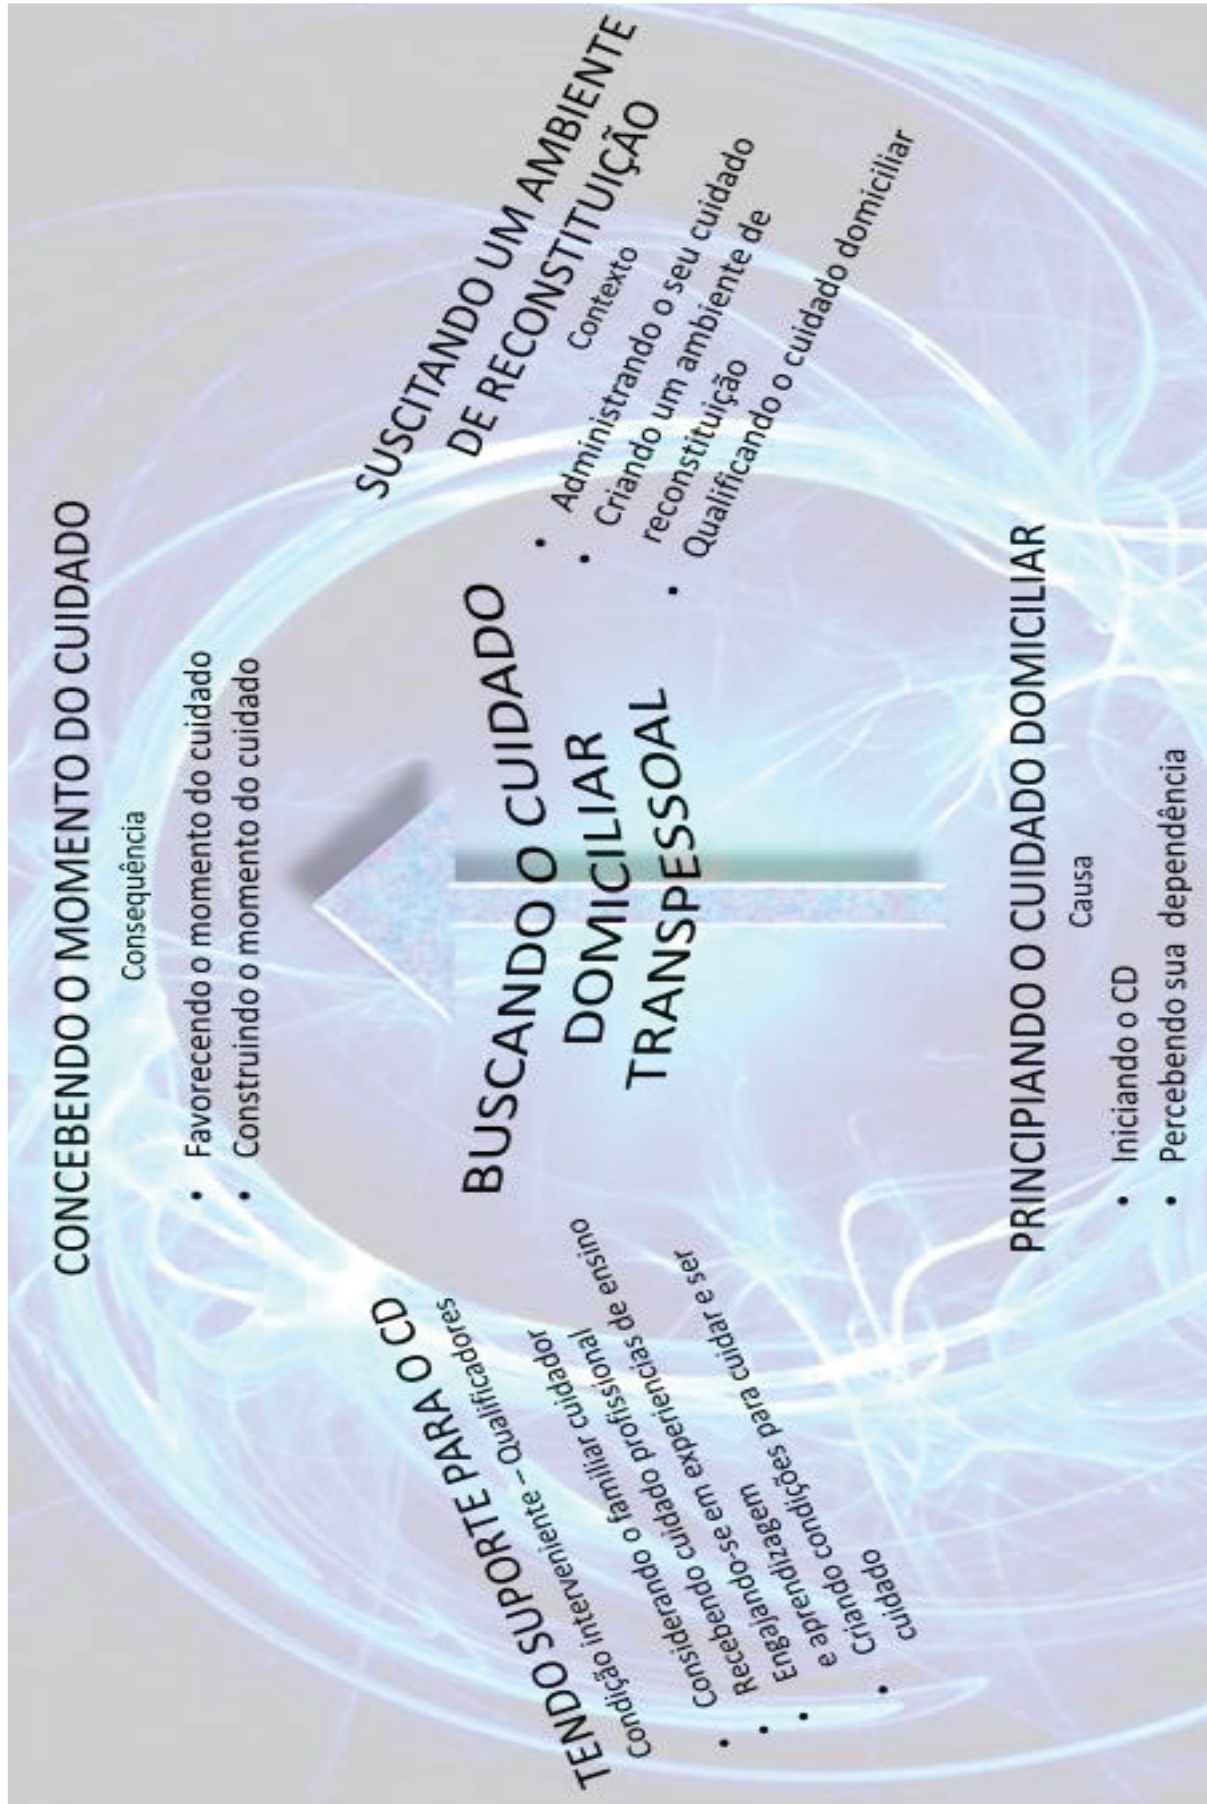 CONCEBENDO O MOMENTO DO CUIDADO
Consequência
• Favorecendo o momento do cuidado
• Construindo o momento do cuidado
TENDO SUPORTE PARA O CD
Condição interveniente – Qualificadores
• Considerando o familiar cuidador
• Recebendo cuidado profissional
• Engajando-se em experiencias de ensino
e aprendizagem
• Criando condições para cuidar e ser
cuidado
BUSCANDO O CUIDADO
DOMICILIAR
TRANSPESSOAL
SUSCITANDO UM AMBIENTE
DE RECONSTITUIÇÃO
Contexto
• Administrando o seu cuidado
• Criando um ambiente de
reconstituição
• Qualificando o cuidado domiciliar
PRINCIPIANDO O CUIDADO DOMICILIAR
Causa
• Iniciando o CD
• Percebendo sua dependência